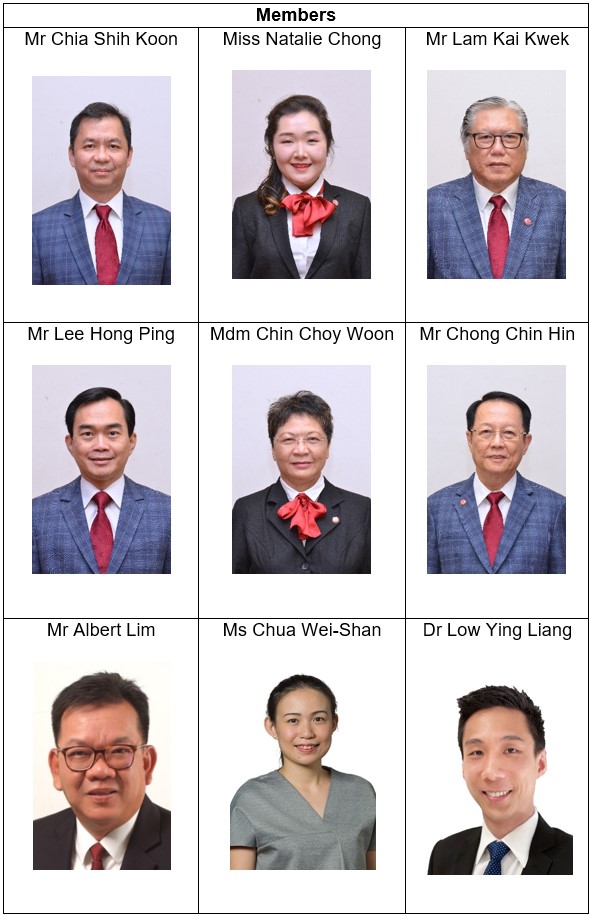 Members
Mr Chia Shih Koon
Miss Natalie Chong
Mr Lam Kai Kwek
Mr Lee Hong Ping
Mdm Chin Choy Woon
Mr Chong Chin Hin
Mr Albert Lim
Ms Chua Wei-Shan
Dr Low Ying Liang